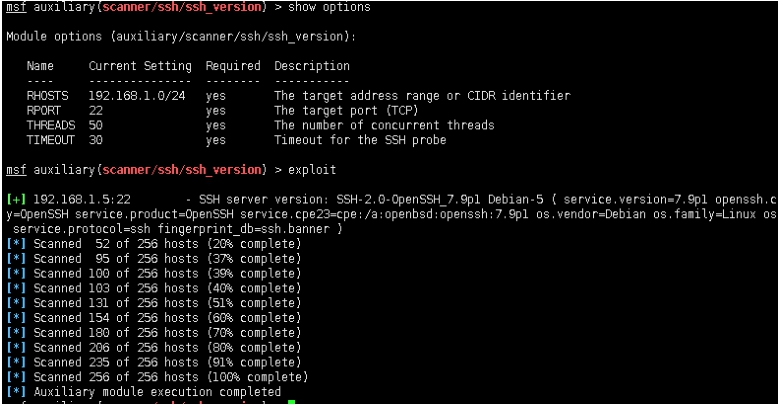 msf auxiliary(scanner/ssh/ssh_version) > show options
Module options (auxiliary/scanner/ssh/ssh_version):
Name Current Setting Required Description
---- --------------- -------- -----------
RHOSTS 192.168.1.0/24 yes The target address range or CIDR identifier
RPORT 22 yes The target port (TCP)
THREADS 50 yes The number of concurrent threads
TIMEOUT 30 yes Timeout for the SSH probe
msf auxiliary(scanner/ssh/ssh_version) > exploit
[+] 192.168.1.5:22 - SSH server version: SSH-2.0-OpenSSH_7.9p1 Debian-5 ( service.version=7.9p1 openssh.c
y=OpenSSH service.product=OpenSSH service.cpe23=cpe:/a:openbsd:openssh:7.9p1 os.vendor=Debian os.family=Linux os
service.protocol=ssh fingerprint_db=ssh.banner )
[*] Scanned 52 of 256 hosts (20% complete)
[*] Scanned 95 of 256 hosts (37% complete)
[*] Scanned 100 of 256 hosts (39% complete)
[*] Scanned 103 of 256 hosts (40% complete)
[*] Scanned 131 of 256 hosts (51% complete)
[*] Scanned 154 of 256 hosts (60% complete)
[*] Scanned 180 of 256 hosts (70% complete)
[*] Scanned 206 of 256 hosts (80% complete)
[*] Scanned 235 of 256 hosts (91% complete)
[*] Scanned 256 of 256 hosts (100% complete)
[*] Auxiliary module execution completed